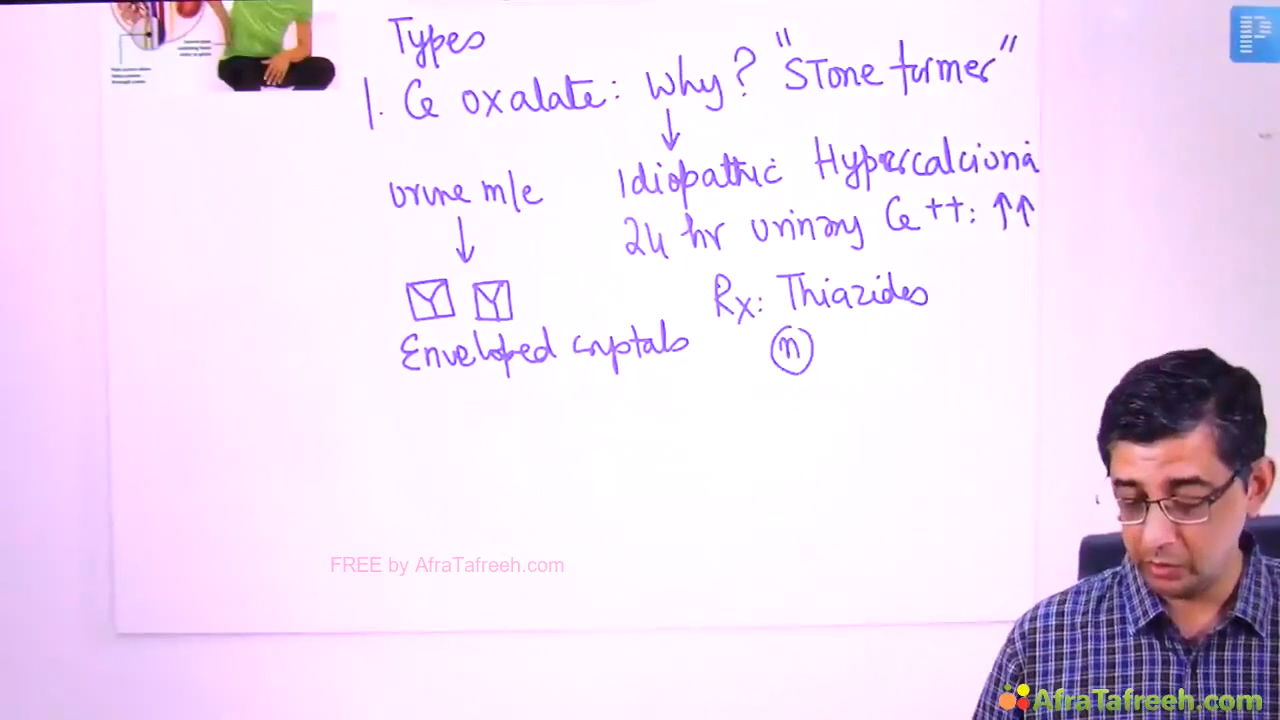 Types
1. Ca oxalate: Why? "Stone former"
Idiopathic Hypercalciuria
urine m/e
24 hr urinary Ca++: ↑↑
Rx: Thiazides
Enveloped crystals
n
FREE by AfraTafreeh.com
AfraTafreeh.com